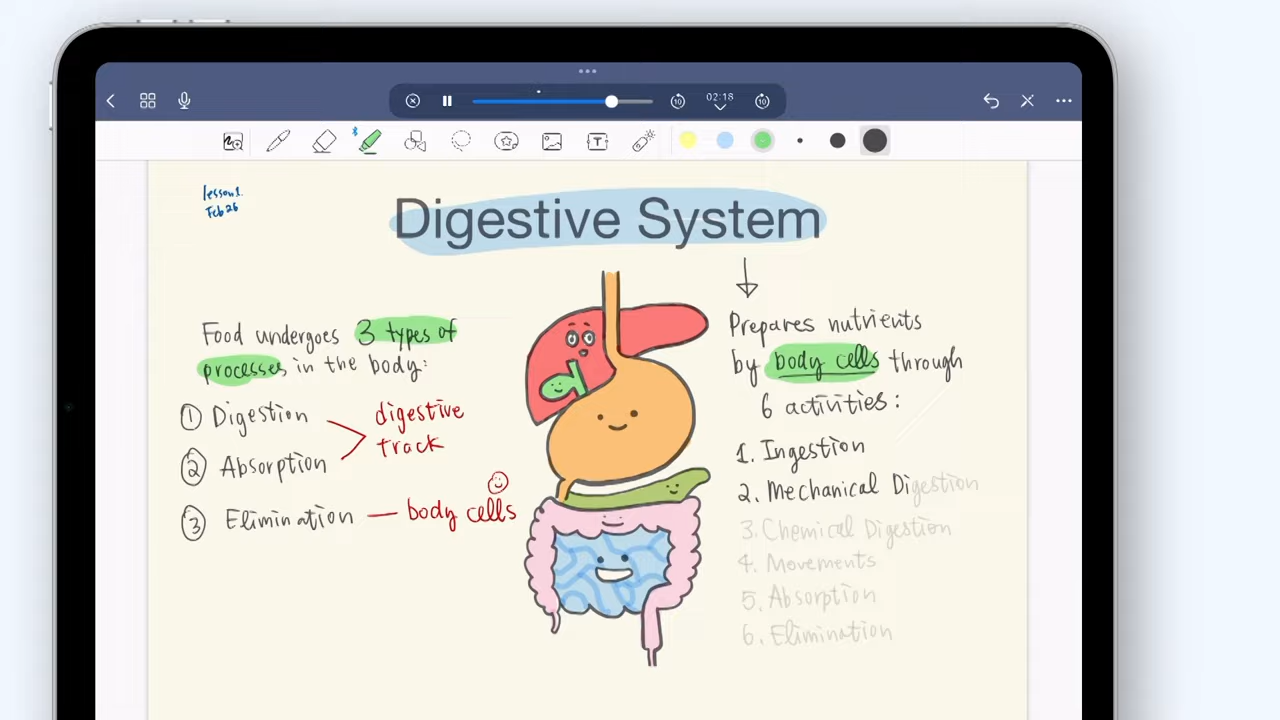 10
02:18
10
T
lesson 1.
Feb 26
Digestive System
Food undergoes 3 types of
processes in the body:
① Digestion
② Absorption
③ Elimination
digestive
track
body cells
Prepares nutrients
by body cells through
6 activities:
1. Ingestion
2. Mechanical Digestion
3. Chemical Digestion
4. Movements
5. Absorption
6. Elimination